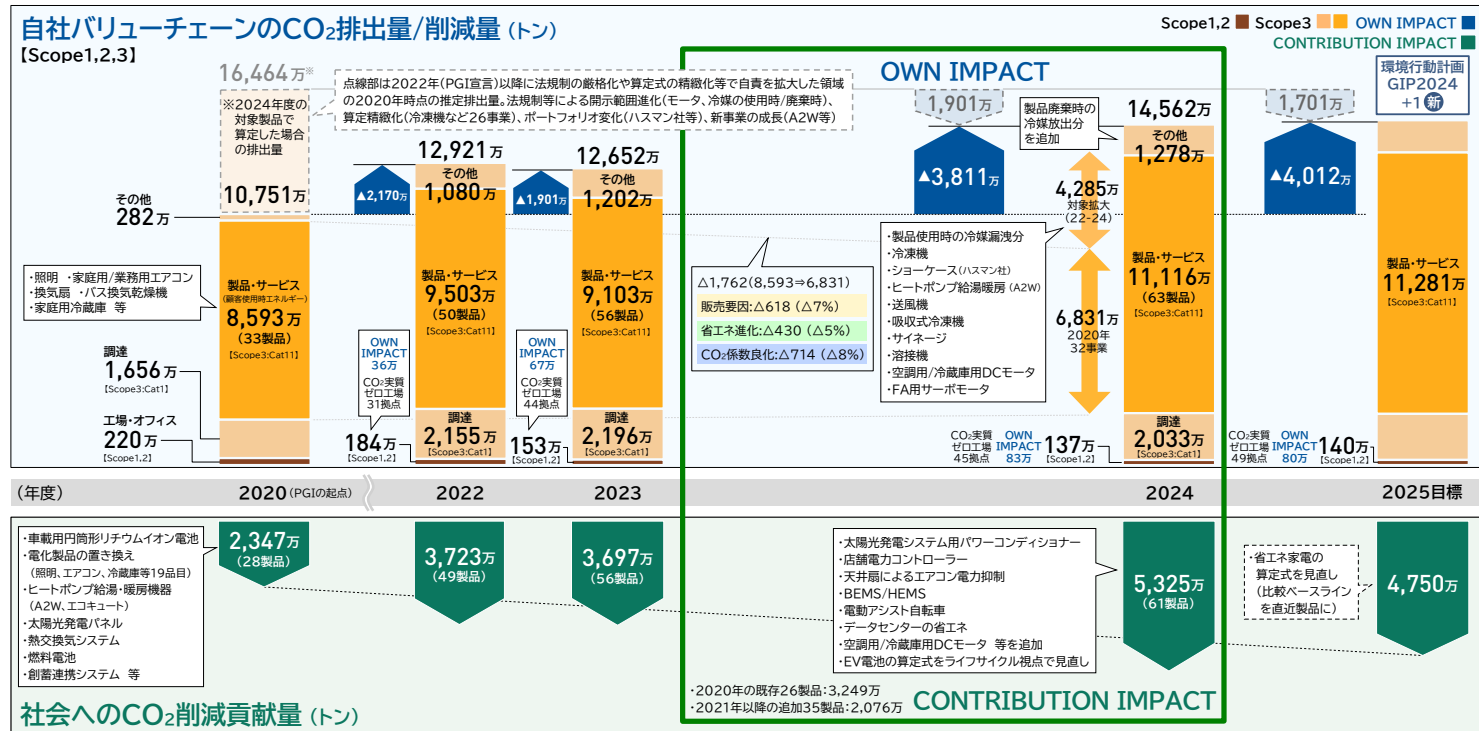 自社バリューチェーンのCO₂排出量/削減量 (トン)
【Scope1,2,3】
Scope1,2 Scope3 OWN IMPACT
CONTRIBUTION IMPACT
16,464万※
※2024年度の
対象製品で
算定した場合
の排出量
10,751万
その他
282万
・照明 ・家庭用/業務用エアコン
・換気扇 ・バス換気乾燥機
・家庭用冷蔵庫 等
製品・サービス
(顧客使用時エネルギー)
8,593万
(33製品)
【Scope3:Cat11】
調達
1,656万
【Scope3:Cat1】
工場・オフィス
220万
【Scope1,2】
点線部は2022年(PGI宣言)以降に法規制の厳格化や算定式の精緻化等で自責を拡大した領域
の2020年時点の推定排出量。法規制等による開示範囲進化(モータ、冷媒の使用時/廃棄時)、
算定精緻化(冷凍機など26事業)、ポートフォリオ変化(ハスマン社等)、新事業の成長(A2W等)
▲2,170万
12,921万
その他
1,080万
製品・サービス
9,503万
(50製品)
【Scope3:Cat11】
OWN
IMPACT
36万
CO₂実質
ゼロ工場
31拠点
184万
【Scope1,2】
調達
2,155万
【Scope3:Cat1】
▲1,901万
12,652万
その他
1,202万
製品・サービス
9,103万
(56製品)
【Scope3:Cat11】
OWN
IMPACT
67万
CO₂実質
ゼロ工場
44拠点
153万
【Scope1,2】
調達
2,196万
【Scope3:Cat1】
OWN IMPACT
1,901万
▲3,811万
製品廃棄時の
冷媒放出分
を追加
△1,762(8,593⇒6,831)
販売要因:△618 (△7%)
省エネ進化:△430 (△5%)
CO₂係数良化:△714 (△8%)
・製品使用時の冷媒漏洩分
・冷凍機
・ショーケース(ハスマン社)
・ヒートポンプ給湯暖房 (A2W)
・送風機
・吸収式冷凍機
・サイネージ
・溶接機
・空調用/冷蔵庫用DCモータ
・FA用サーボモータ
4,285万
対象拡大
(22-24)
6,831万
2020年
32事業
14,562万
その他
1,278万
製品・サービス
11,116万
(63製品)
【Scope3:Cat11】
調達
2,033万
【Scope3:Cat1】
CO₂実質
ゼロ工場
45拠点
OWN
IMPACT
83万
137万
【Scope1,2】
1,701万
▲4,012万
環境行動計画
GIP2024
+1 新
製品・サービス
11,281万
【Scope3:Cat11】
CO₂実質
ゼロ工場
49拠点
OWN
IMPACT
80万
140万
【Scope1,2】
(年度)
2020 (PGIの起点)
2022
2023
2024
2025目標
・車載用円筒形リチウムイオン電池
・電化製品の置き換え
(照明、エアコン、冷蔵庫等19品目)
・ヒートポンプ給湯・暖房機器
(A2W、エコキュート)
・太陽光発電パネル
・熱交換気システム
・燃料電池
・創蓄連携システム 等
2,347万
(28製品)
3,723万
(49製品)
3,697万
(56製品)
・太陽光発電システム用パワーコンディショナー
・店舗電力コントローラー
・天井扇によるエアコン電力抑制
・BEMS/HEMS
・電動アシスト自転車
・データセンターの省エネ
・空調用/冷蔵庫用DCモータ 等を追加
・EV電池の算定式をライフサイクル視点で見直し
5,325万
(61製品)
・省エネ家電の
算定式を見直し
(比較ベースライン
を直近製品に)
4,750万
・2020年の既存26製品:3,249万
・2021年以降の追加35製品:2,076万
CONTRIBUTION IMPACT
社会へのCO₂削減貢献量 (トン)